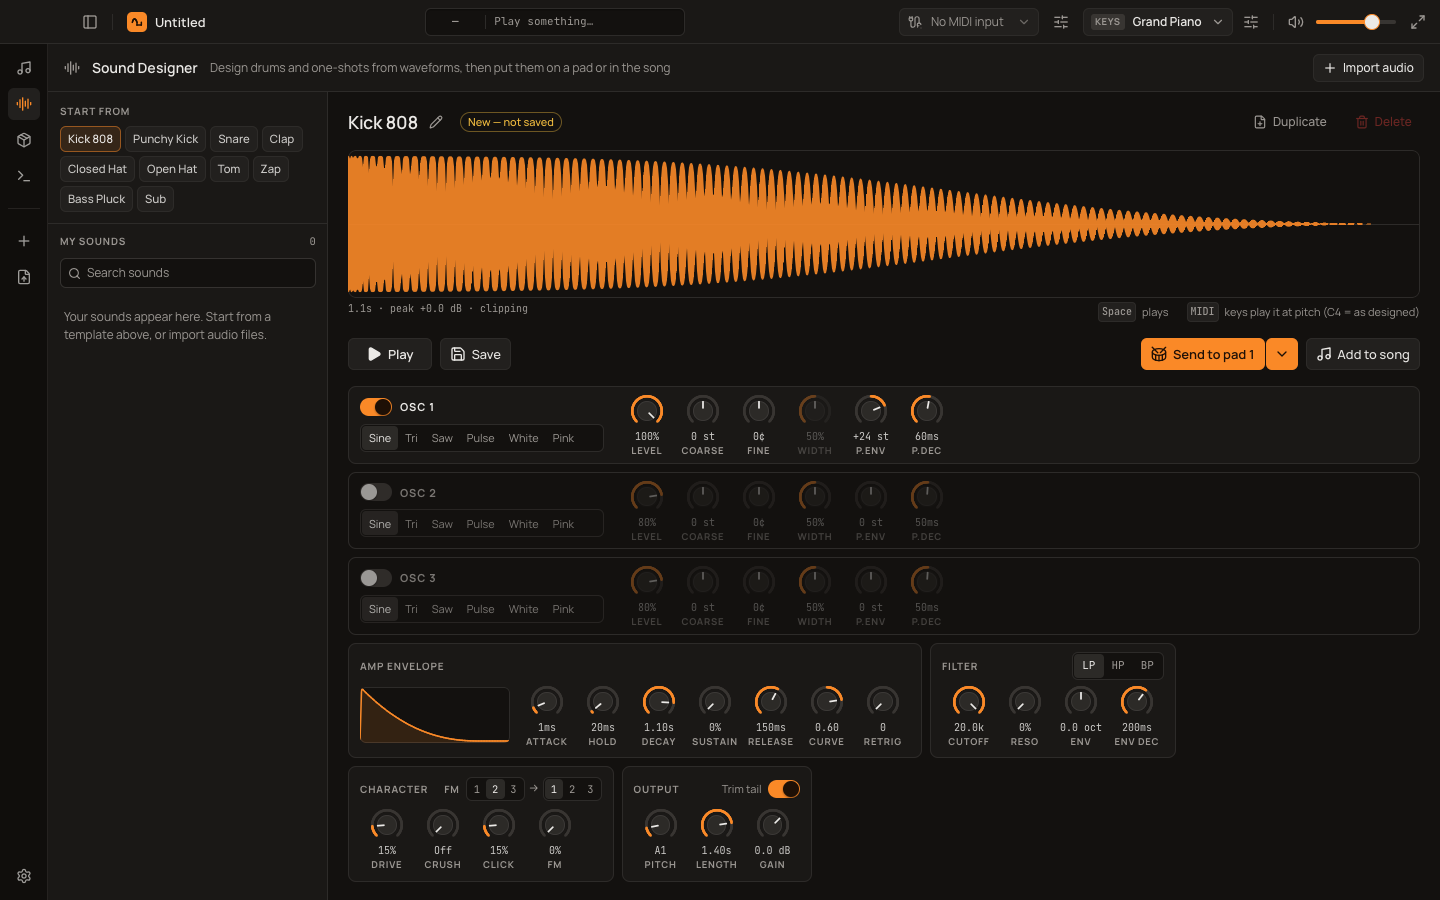 Untitled
– Play something…
No MIDI input
KEYS Grand Piano
Sound Designer Design drums and one-shots from waveforms, then put them on a pad or in the song
Import audio
START FROM
Kick 808 Punchy Kick Snare Clap
Closed Hat Open Hat Tom Zap
Bass Pluck Sub
MY SOUNDS 0
Search sounds
Your sounds appear here. Start from a
template above, or import audio files.
Kick 808 New — not saved
Duplicate Delete
1.1s · peak +0.0 dB · clipping
Space plays MIDI keys play it at pitch (C4 = as designed)
Play Save
Send to pad 1 Add to song
OSC 1
Sine Tri Saw Pulse White Pink
100% 0 st 0¢ 50% +24 st 60ms
LEVEL COARSE FINE WIDTH P.ENV P.DEC
OSC 2
Sine Tri Saw Pulse White Pink
80% 0 st 0¢ 50% 0 st 50ms
LEVEL COARSE FINE WIDTH P.ENV P.DEC
OSC 3
Sine Tri Saw Pulse White Pink
80% 0 st 0¢ 50% 0 st 50ms
LEVEL COARSE FINE WIDTH P.ENV P.DEC
AMP ENVELOPE
1ms 20ms 1.10s 0% 150ms 0.60 0
ATTACK HOLD DECAY SUSTAIN RELEASE CURVE RETRIG
FILTER LP HP BP
20.0k 0% 0.0 oct 200ms
CUTOFF RESO ENV ENV DEC
CHARACTER FM 1 2 3 → 1 2 3
15% Off 15% 0%
DRIVE CRUSH CLICK FM
OUTPUT Trim tail
A1 1.40s 0.0 dB
PITCH LENGTH GAIN